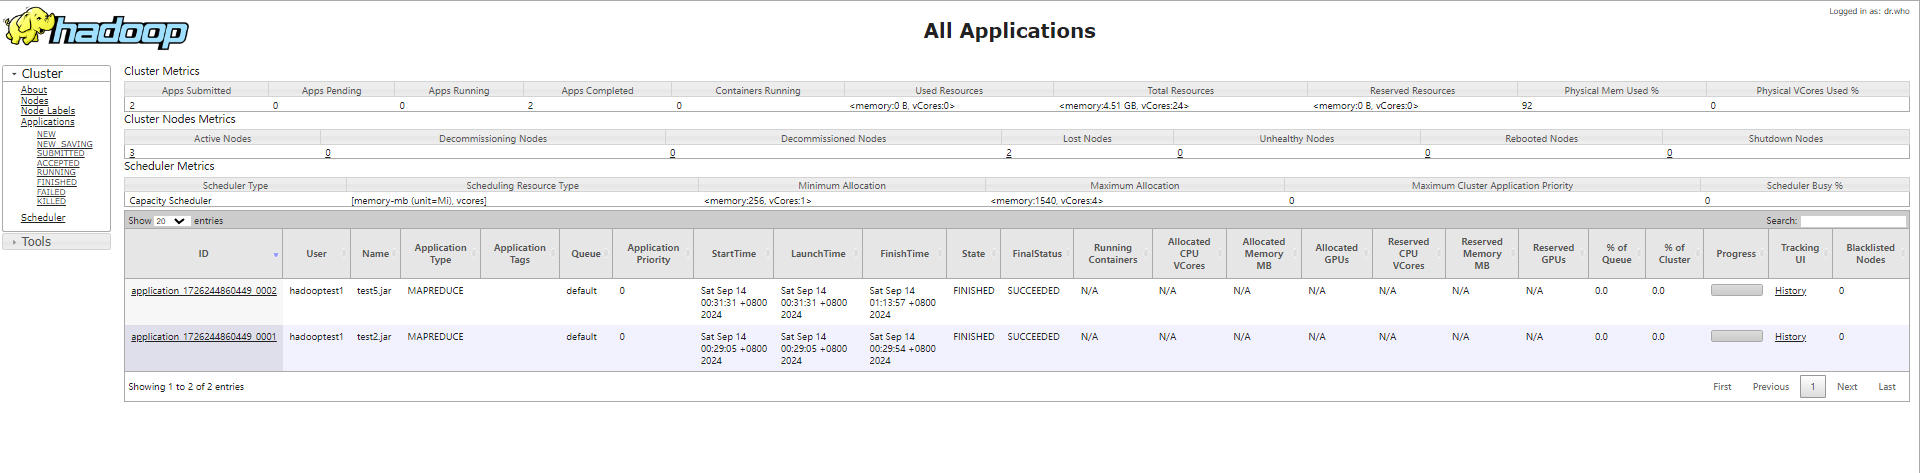 Logged in as: dr.who
hadoop
All Applications
Cluster
About
Nodes
Node Labels
Applications
NEW
NEW_SAVING
SUBMITTED
ACCEPTED
RUNNING
FINISHED
FAILED
KILLED
Scheduler
Tools
Cluster Metrics
Apps Submitted Apps Pending Apps Running Apps Completed Containers Running Used Resources Total Resources Reserved Resources Physical Mem Used % Physical VCores Used %
2 0 0 2 0 <memory:0 B, vCores:0> <memory:4.51 GB, vCores:24> <memory:0 B, vCores:0> 92 0
Cluster Nodes Metrics
Active Nodes Decommissioning Nodes Decommissioned Nodes Lost Nodes Unhealthy Nodes Rebooted Nodes Shutdown Nodes
3 0 0 2 0 0 0
Scheduler Metrics
Scheduler Type Scheduling Resource Type Minimum Allocation Maximum Allocation Maximum Cluster Application Priority Scheduler Busy %
Capacity Scheduler [memory-mb (unit=Mi), vcores] <memory:256, vCores:1> <memory:1540, vCores:4> 0 0
Show 20 entries Search:
ID User Name Application Type Application Tags Queue Application Priority StartTime LaunchTime FinishTime State FinalStatus Running Containers Allocated CPU VCores Allocated Memory MB Allocated GPUs Reserved CPU VCores Reserved Memory MB Reserved GPUs % of Queue % of Cluster Progress Tracking UI Blacklisted Nodes
application_1726244860449_0002 hadooptest1 test5.jar MAPREDUCE default 0 Sat Sep 14 Sat Sep 14 Sat Sep 14 FINISHED SUCCEEDED N/A N/A N/A N/A N/A N/A N/A 0.0 0.0 History 0
00:31:31 +0800 00:31:31 +0800 01:13:57 +0800
2024 2024 2024
application_1726244860449_0001 hadooptest1 test2.jar MAPREDUCE default 0 Sat Sep 14 Sat Sep 14 Sat Sep 14 FINISHED SUCCEEDED N/A N/A N/A N/A N/A N/A N/A 0.0 0.0 History 0
00:29:05 +0800 00:29:05 +0800 00:29:54 +0800
2024 2024 2024
Showing 1 to 2 of 2 entries First Previous 1 Next Last